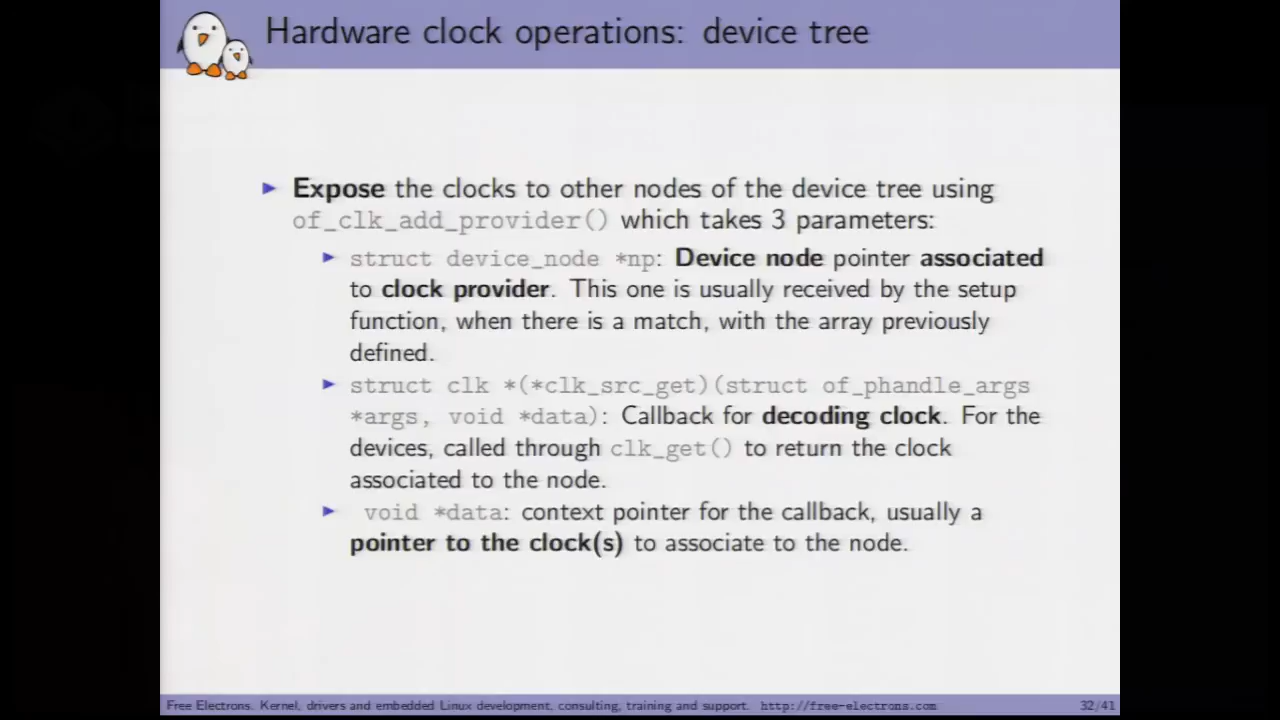 Hardware clock operations: device tree
▶ Expose the clocks to other nodes of the device tree using
of_clk_add_provider() which takes 3 parameters:
▶ struct device_node *np: Device node pointer associated
to clock provider. This one is usually received by the setup
function, when there is a match, with the array previously
defined.
▶ struct clk *(*clk_src_get)(struct of_phandle_args
*args, void *data): Callback for decoding clock. For the
devices, called through clk_get() to return the clock
associated to the node.
▶ void *data: context pointer for the callback, usually a
pointer to the clock(s) to associate to the node.
Free Electrons. Kernel, drivers and embedded Linux development, consulting, training and support. http://free-electrons.com 32/41